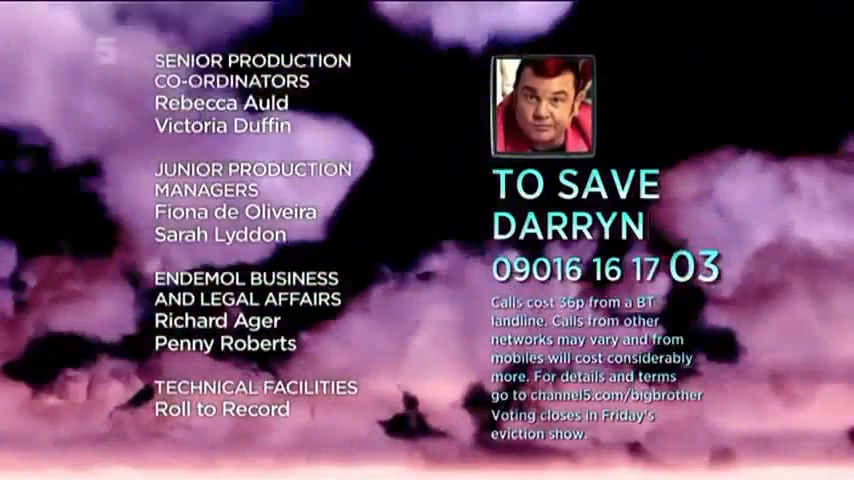 5
SENIOR PRODUCTION
CO-ORDINATORS
Rebecca Auld
Victoria Duffin
JUNIOR PRODUCTION
MANAGERS
Fiona de Oliveira
Sarah Lyddon
ENDEMOL BUSINESS
AND LEGAL AFFAIRS
Richard Ager
Penny Roberts
TECHNICAL FACILITIES
Roll to Record
TO SAVE
DARRYN
09016 16 17 03
Calls cost 36p from a BT
landline. Calls from other
networks may vary and from
mobiles will cost considerably
more. For details and terms
go to channel5.com/bigbrother
Voting closes in Friday's
eviction show.